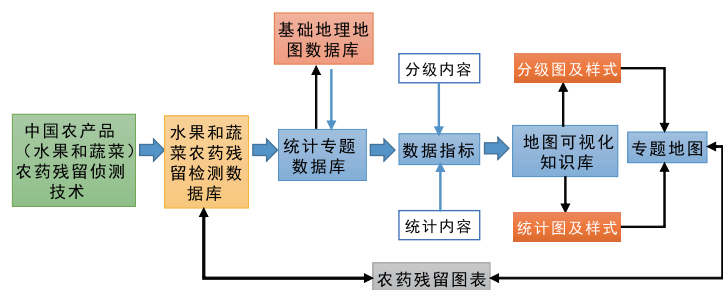 中国农产品
（水果和蔬菜）
农药残留侦测
技术
水果和蔬
菜农药残
留检测数
据库
基础地理地
图数据库
统计专题
数据库
分级内容
数据指标
统计内容
分级图及样式
地图可视化
知识库
统计图及样式
专题地图
农药残留图表